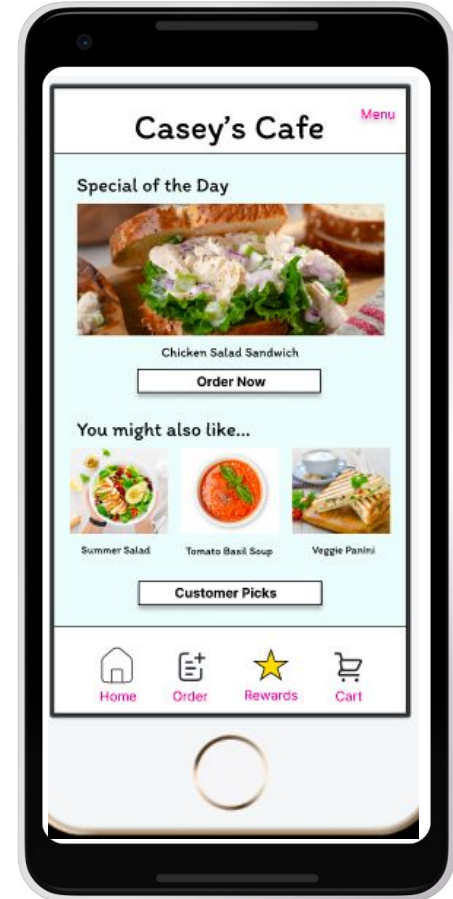 Menu
Casey's Cafe
Special of the Day
Chicken Salad Sandwich
Order Now
You might also like...
Summer Salad Tomato Basil Soup Veggie Panini
Customer Picks
Home Order Rewards Cart